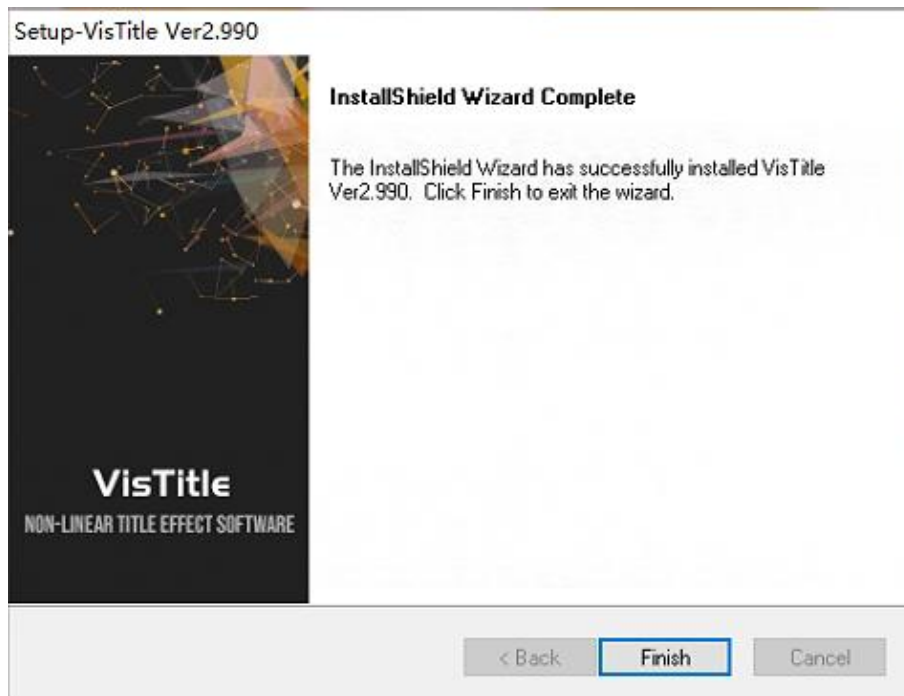 Setup-VisTitle Ver2.990
InstallShield Wizard Complete
The InstallShield Wizard has successfully installed VisTitle
Ver2.990. Click Finish to exit the wizard.
VisTitle
NON-LINEAR TITLE EFFECT SOFTWARE
< Back
Finish
Cancel